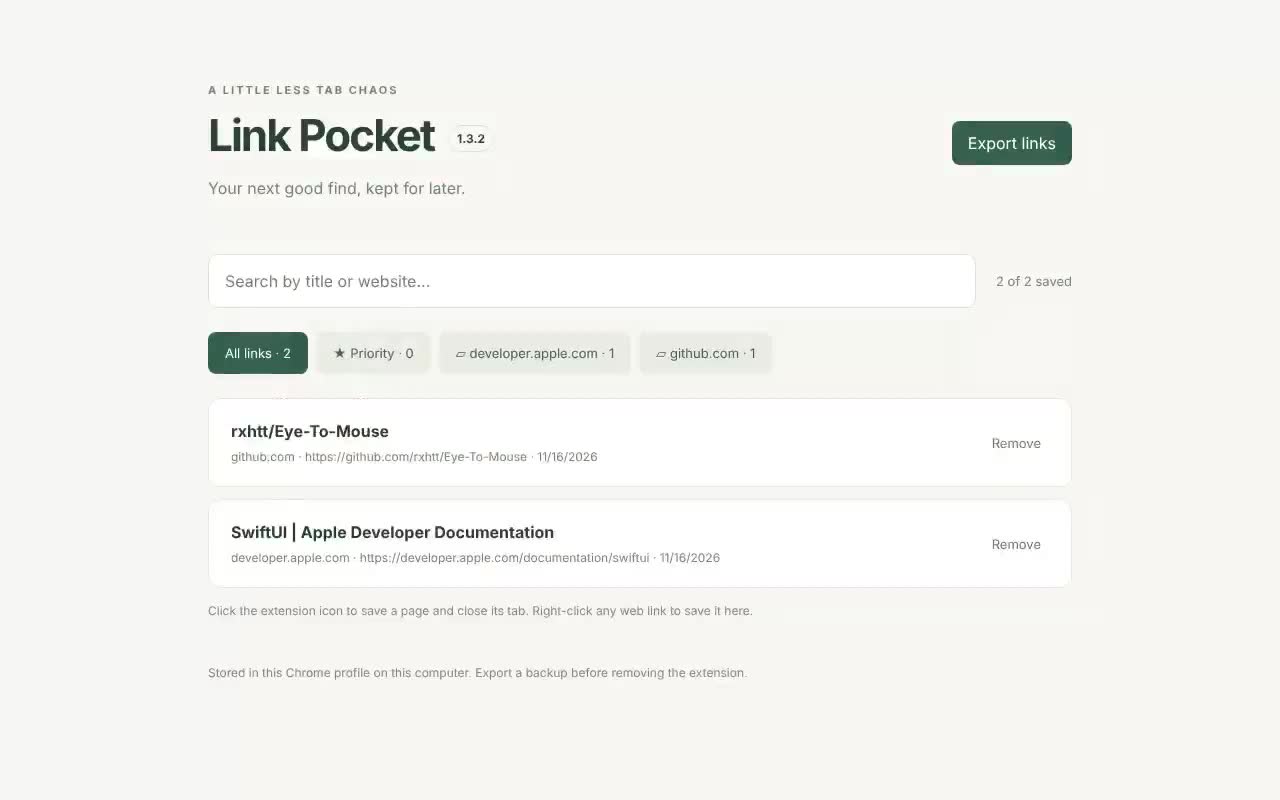 A LITTLE LESS TAB CHAOS
Link Pocket 1.3.2
Export links
Your next good find, kept for later.
Search by title or website...
2 of 2 saved
All links · 2
★ Priority · 0
▱ developer.apple.com · 1
▱ github.com · 1
rxhtt/Eye-To-Mouse
github.com · https://github.com/rxhtt/Eye-To-Mouse · 11/16/2026
Remove
SwiftUI | Apple Developer Documentation
developer.apple.com · https://developer.apple.com/documentation/swiftui · 11/16/2026
Remove
Click the extension icon to save a page and close its tab. Right-click any web link to save it here.
Stored in this Chrome profile on this computer. Export a backup before removing the extension.